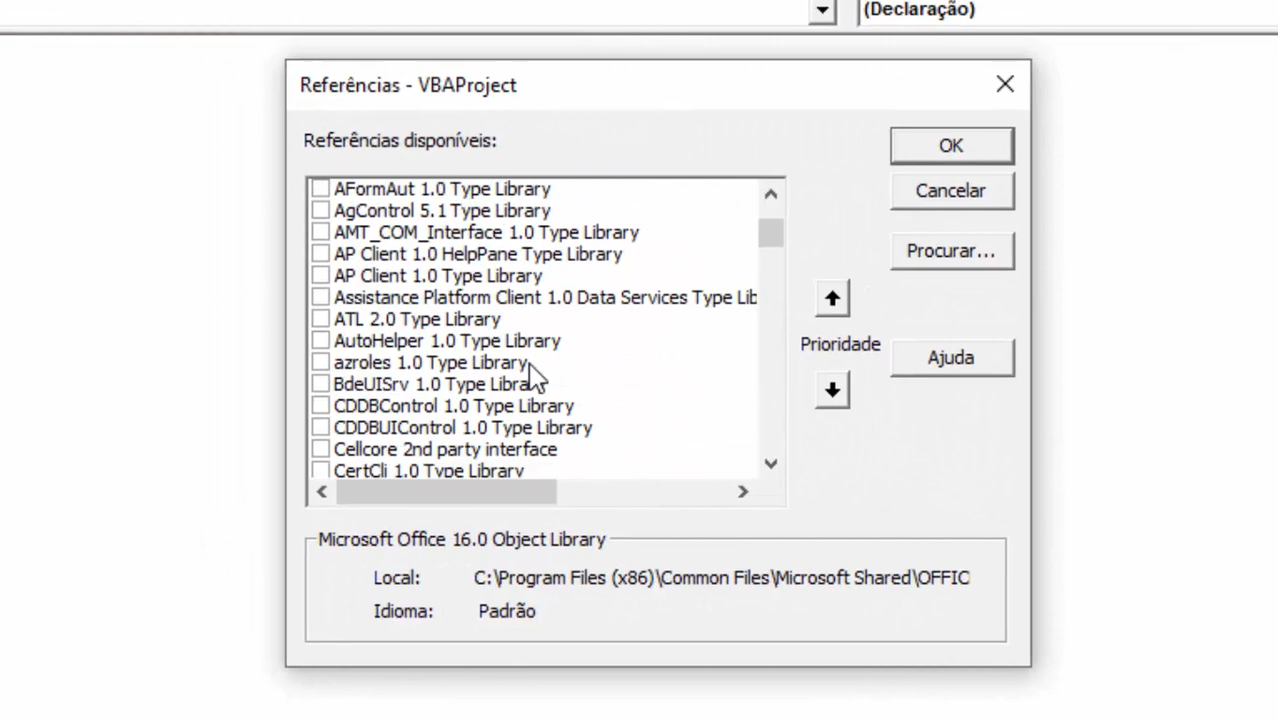 (Declaração)
Referências - VBAProject
Referências disponíveis:
AFormAut 1.0 Type Library
AgControl 5.1 Type Library
AMT_COM_Interface 1.0 Type Library
AP Client 1.0 HelpPane Type Library
AP Client 1.0 Type Library
Assistance Platform Client 1.0 Data Services Type Lib
ATL 2.0 Type Library
AutoHelper 1.0 Type Library
azroles 1.0 Type Library
BdeUISrv 1.0 Type Library
CDDBControl 1.0 Type Library
CDDBUIControl 1.0 Type Library
Cellcore 2nd party interface
CertCli 1.0 Type Library
OK
Cancelar
Procurar...
Prioridade
Ajuda
Microsoft Office 16.0 Object Library
Local: C:\Program Files (x86)\Common Files\Microsoft Shared\OFFIC
Idioma: Padrão